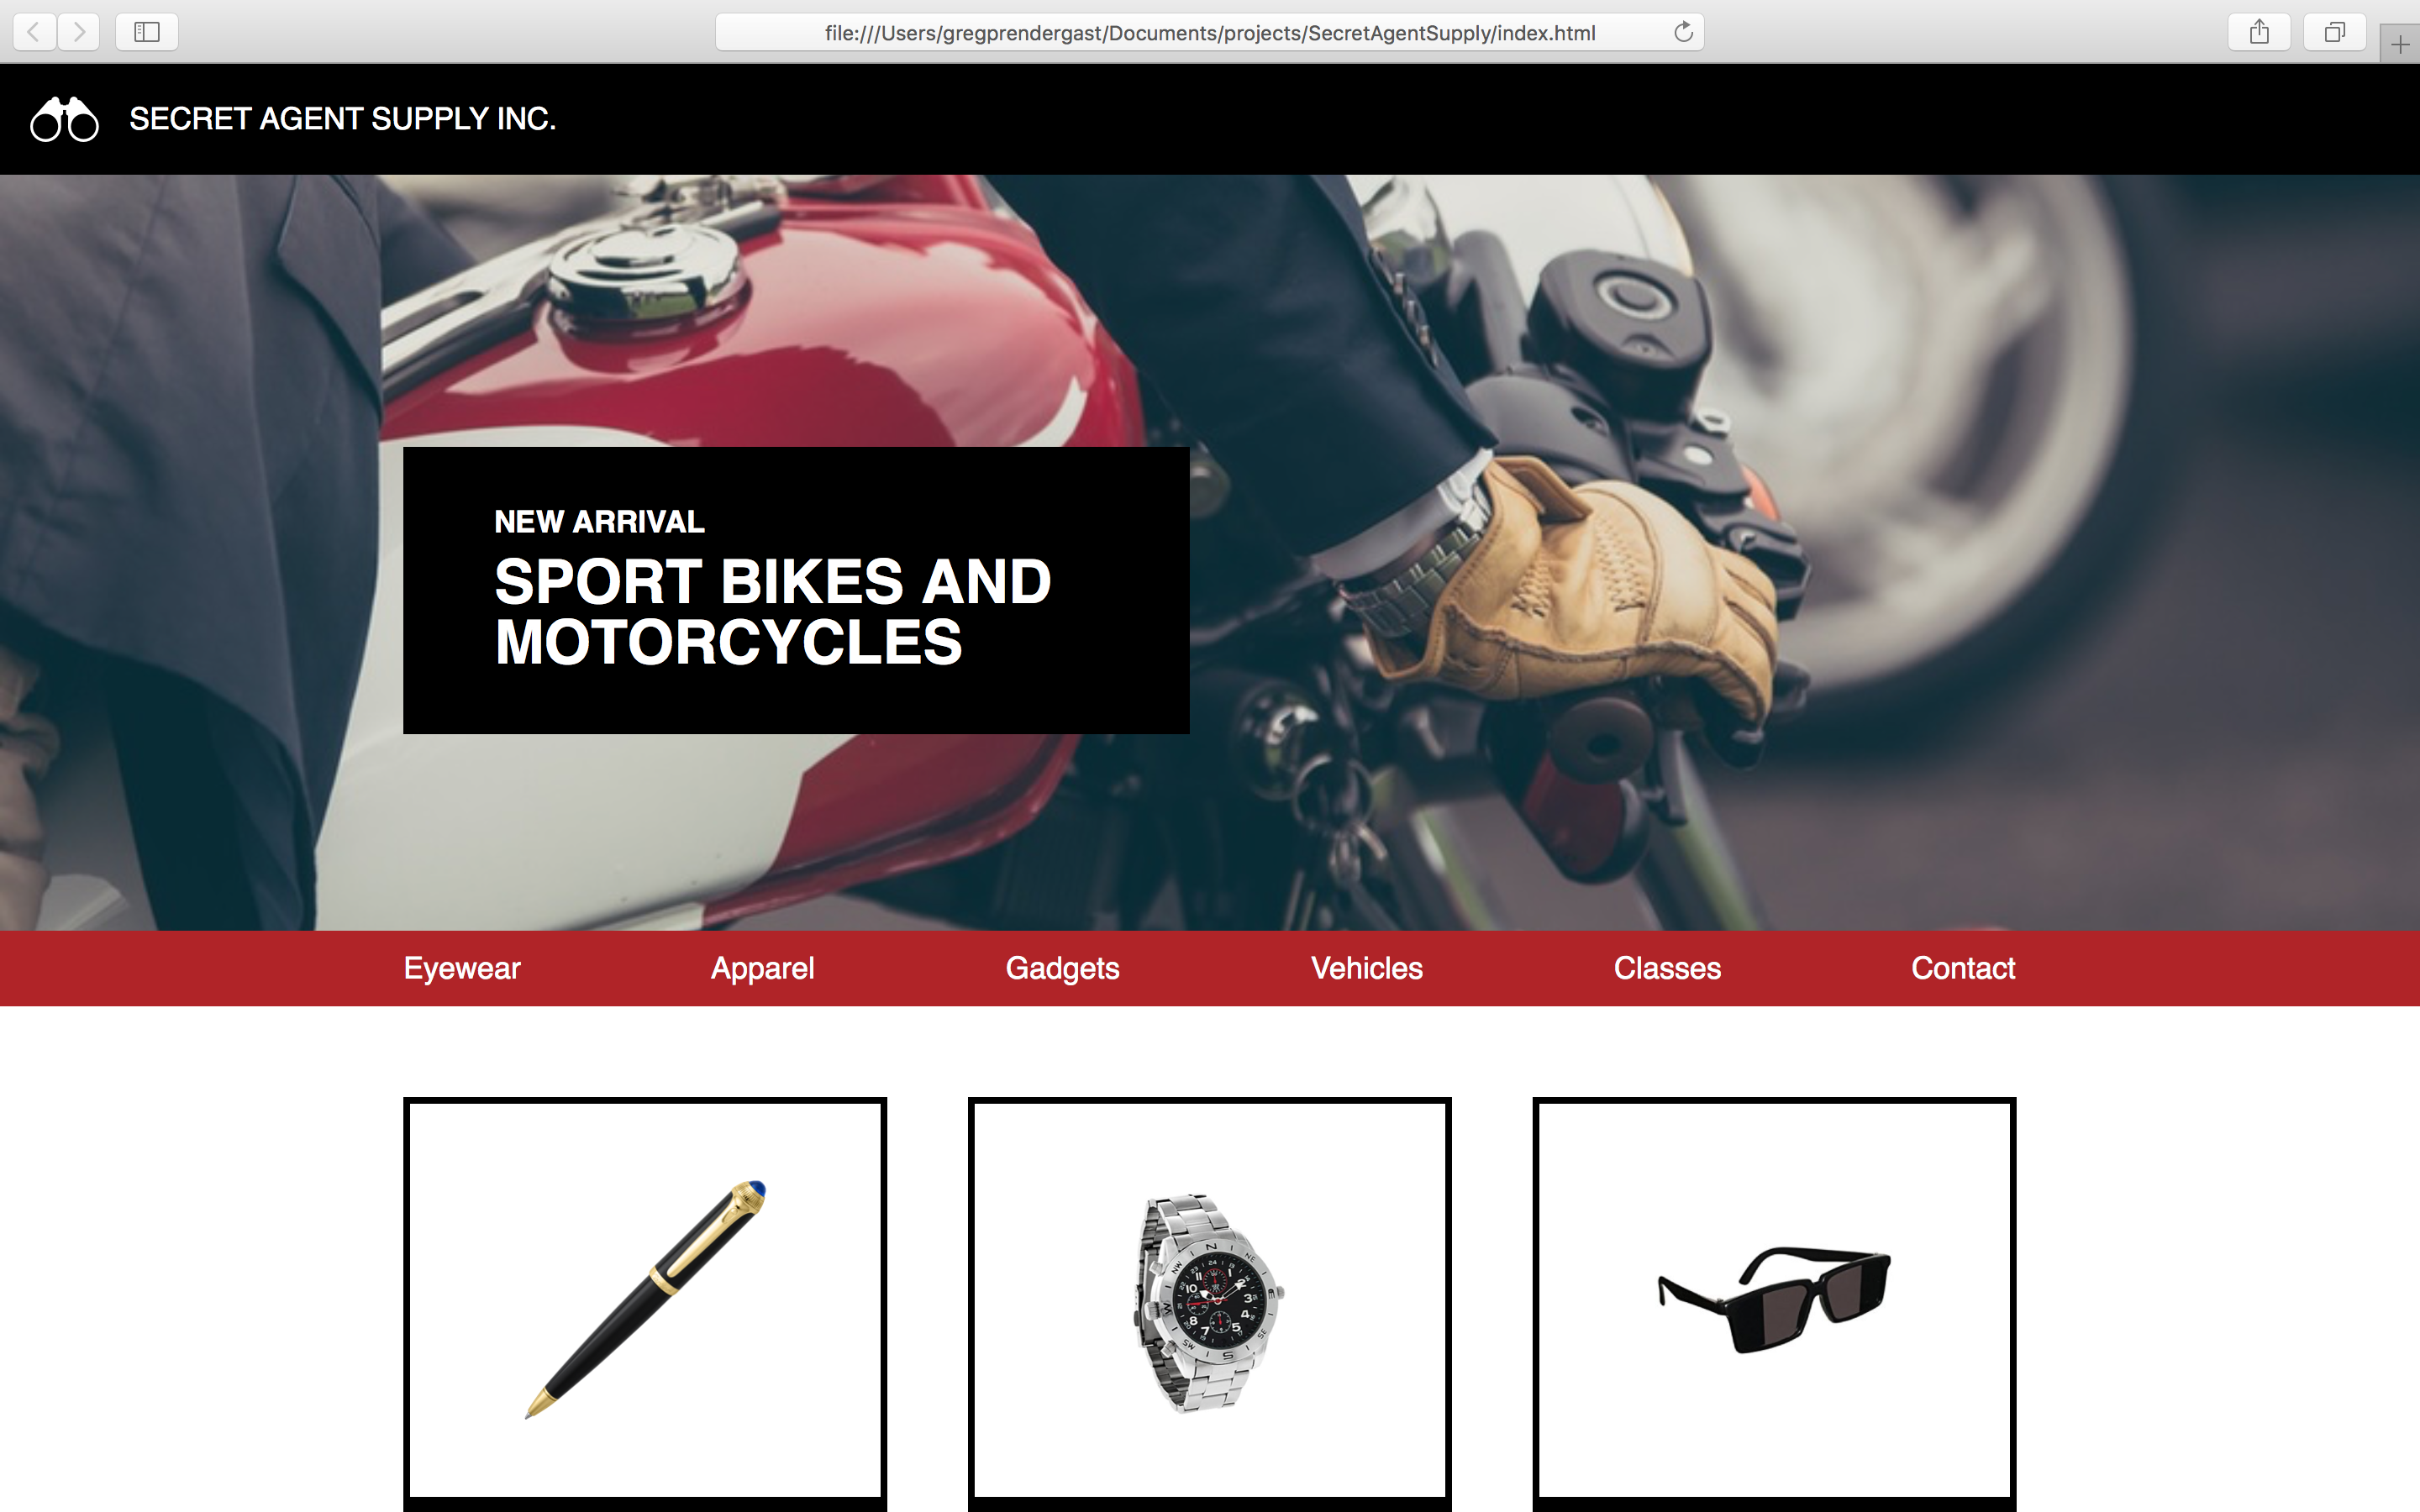 file:///Users/gregprendergast/Documents/projects/SecretAgentSupply/index.html
SECRET AGENT SUPPLY INC.
NEW ARRIVAL
SPORT BIKES AND
MOTORCYCLES
Eyewear Apparel Gadgets Vehicles Classes Contact